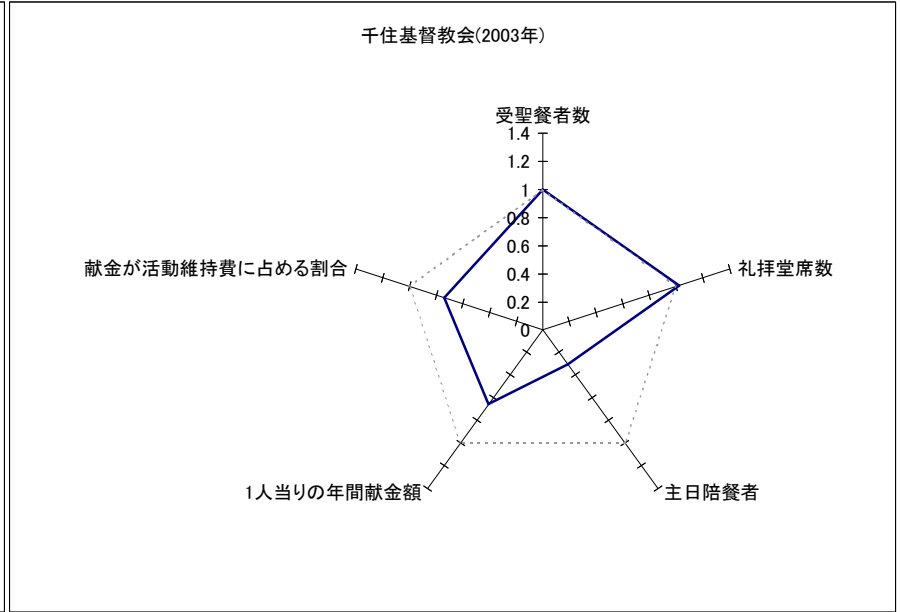 千住基督教会(2003年)
受聖餐者数
1.4
1.2
1
0.8
0.6
0.4
0.2
0
献金が活動維持費に占める割合
礼拝堂席数
1人当りの年間献金額
主日陪餐者